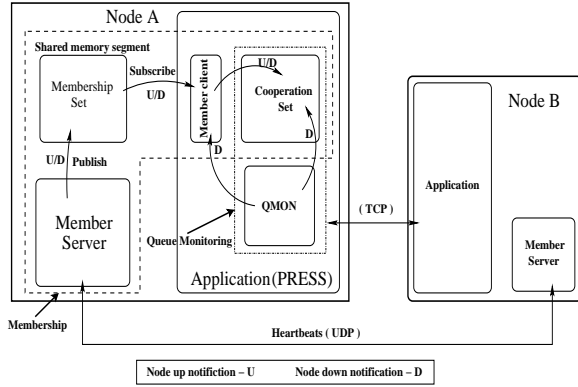 Node A
Shared memory segment
Membership
Set
Subscribe
U/D
Member client
U/D
Cooperation
Set
D
D
U/D
Publish
Member
Server
QMON
Queue Monitoring
Application(PRESS)
Membership
( TCP )
Node B
Application
Member
Server
Heartbeats ( UDP )
Node up notifiction – U
Node down notification – D